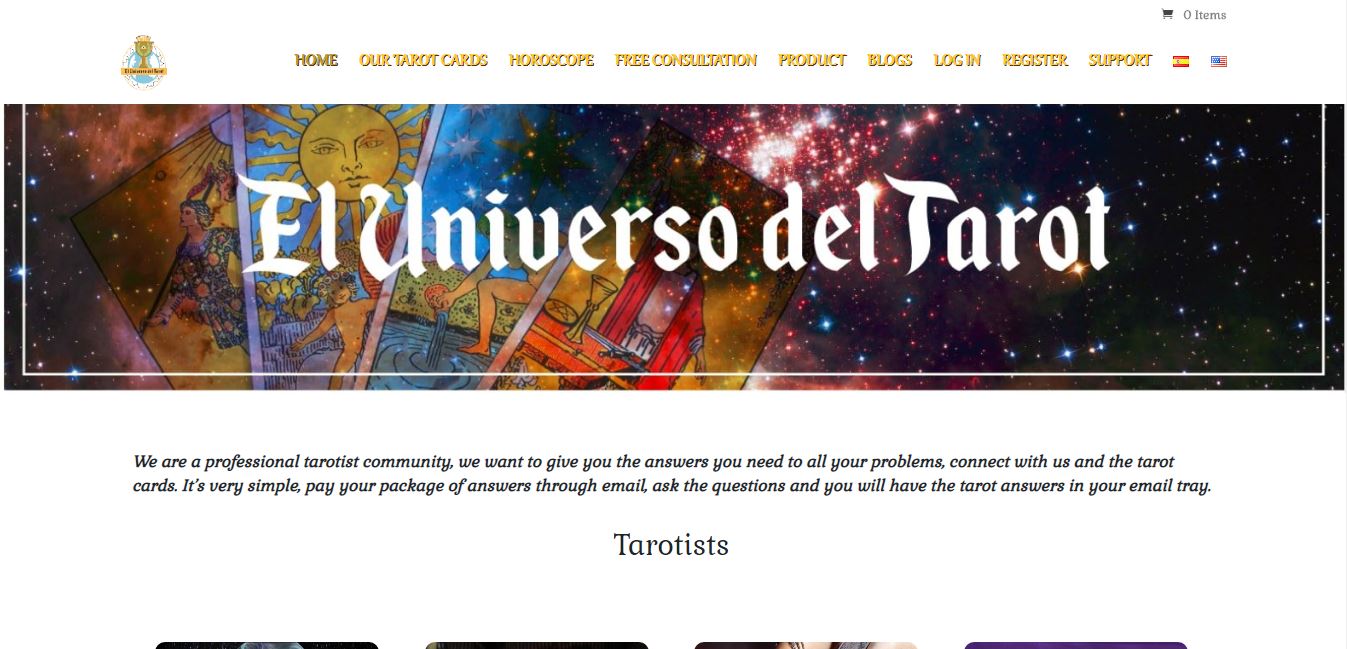 0 Items
El Universo del Tarot
HOME OUR TAROT CARDS HOROSCOPE FREE CONSULTATION PRODUCT BLOGS LOG IN REGISTER SUPPORT
El Universo del Tarot
We are a professional tarotist community, we want to give you the answers you need to all your problems, connect with us and the tarot
cards. It’s very simple, pay your package of answers through email, ask the questions and you will have the tarot answers in your email tray.
Tarotists